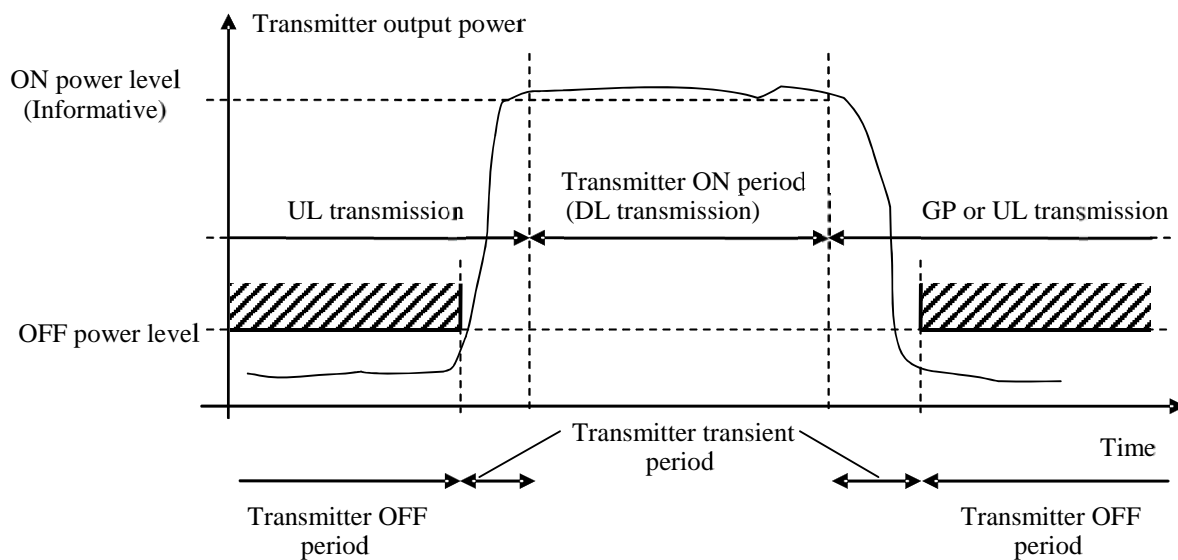 Transmitter output power
ON power level
(Informative)
Transmitter ON period
(DL transmission)
UL transmission
GP or UL transmission
OFF power level
Transmitter transient
period
Time
Transmitter OFF
period
Transmitter OFF
period